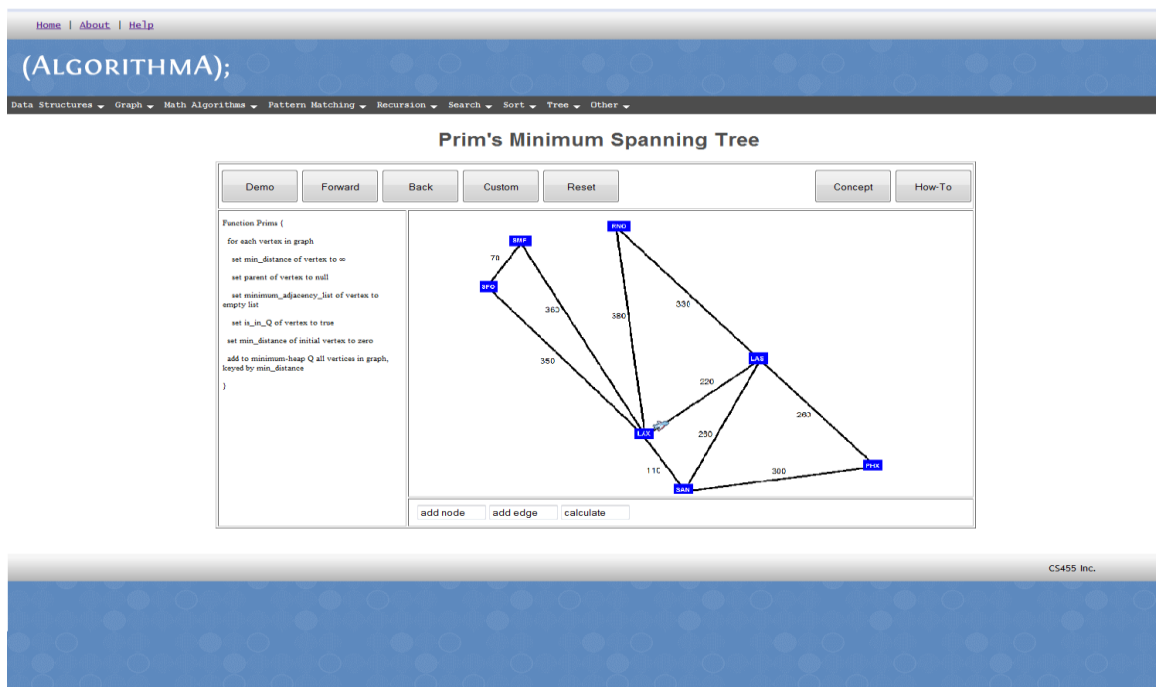 Home | About | Help
(ALGORITHMA);
Data Structures Graph Math Algorithms Pattern Matching Recursion Search Sort Tree Other
Prim's Minimum Spanning Tree
Demo Forward Back Custom Reset Concept How-To
Function Prims {
for each vertex in graph
set min_distance of vertex to ∞
set parent of vertex to null
set minimum_adjacency_list of vertex to
empty list
set is_in_Q of vertex to true
set min_distance of initial vertex to zero
add to minimum-heap Q all vertices in graph,
keyed by min_distance
}
RNO
SMF
70
SFO
360
380
330
350
LAS
220
260
LAX
110
300
PHX
SAN
add node add edge calculate
CS455 Inc.